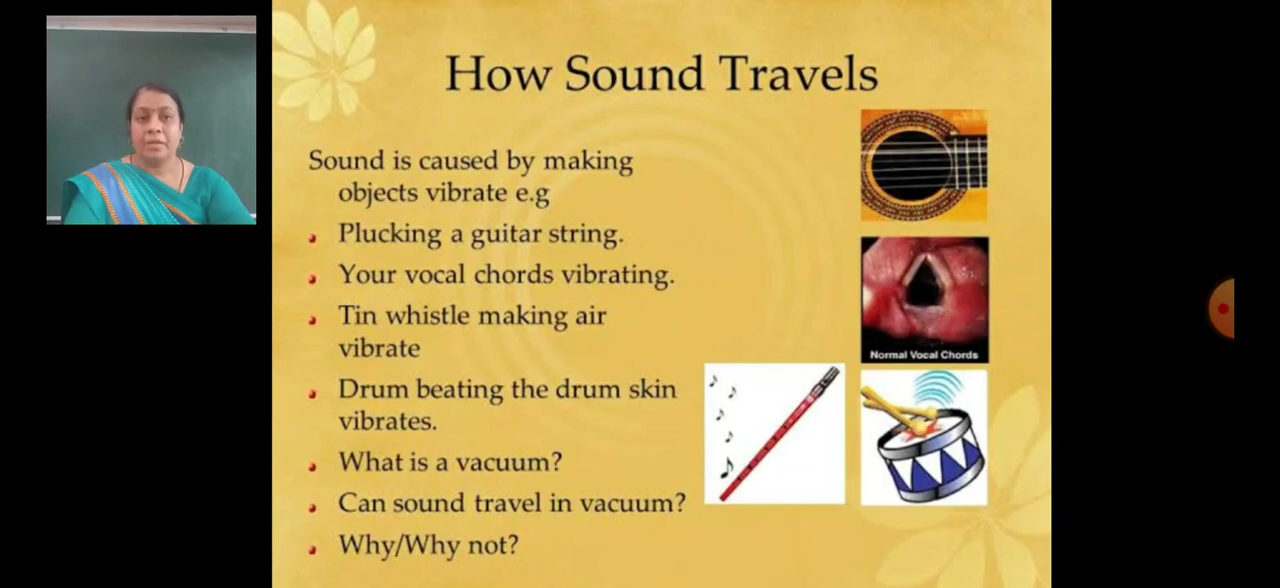 How Sound Travels
Sound is caused by making
objects vibrate e.g
Plucking a guitar string.
Your vocal chords vibrating.
Tin whistle making air
vibrate
Drum beating the drum skin
vibrates.
What is a vacuum?
Can sound travel in vacuum?
Why/Why not?
Normal Vocal Chords